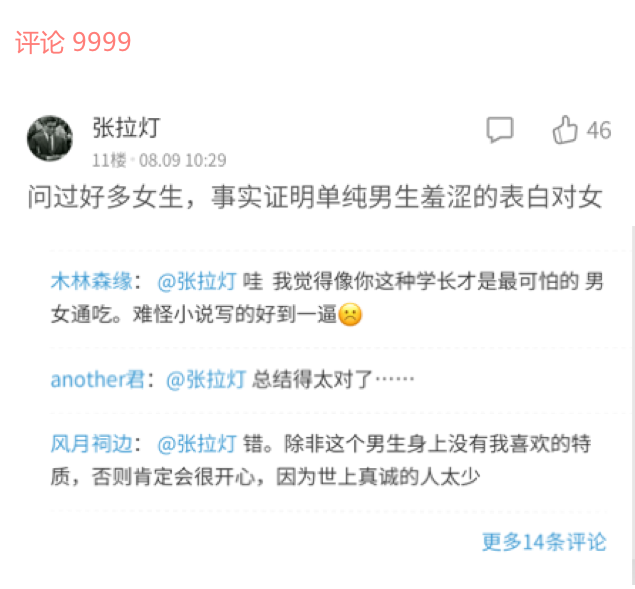 评论 9999
张拉灯
46
11楼·08.09 10:29
问过好多女生，事实证明单纯男生羞涩的表白对女
木林森缘：@张拉灯 哇 我觉得像你这种学长才是最可怕的 男
女通吃。难怪小说写的好到一逼☹️
another君：@张拉灯 总结得太对了……
风月祠边：@张拉灯 错。除非这个男生身上没有我喜欢的特
质，否则肯定会很开心，因为世上真诚的人太少
更多14条评论